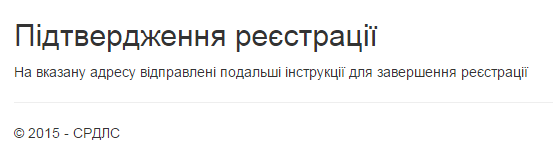 Підтвердження реєстрації
На вказану адресу відправлені подальші інструкції для завершення реєстрації
© 2015 - СРДЛС